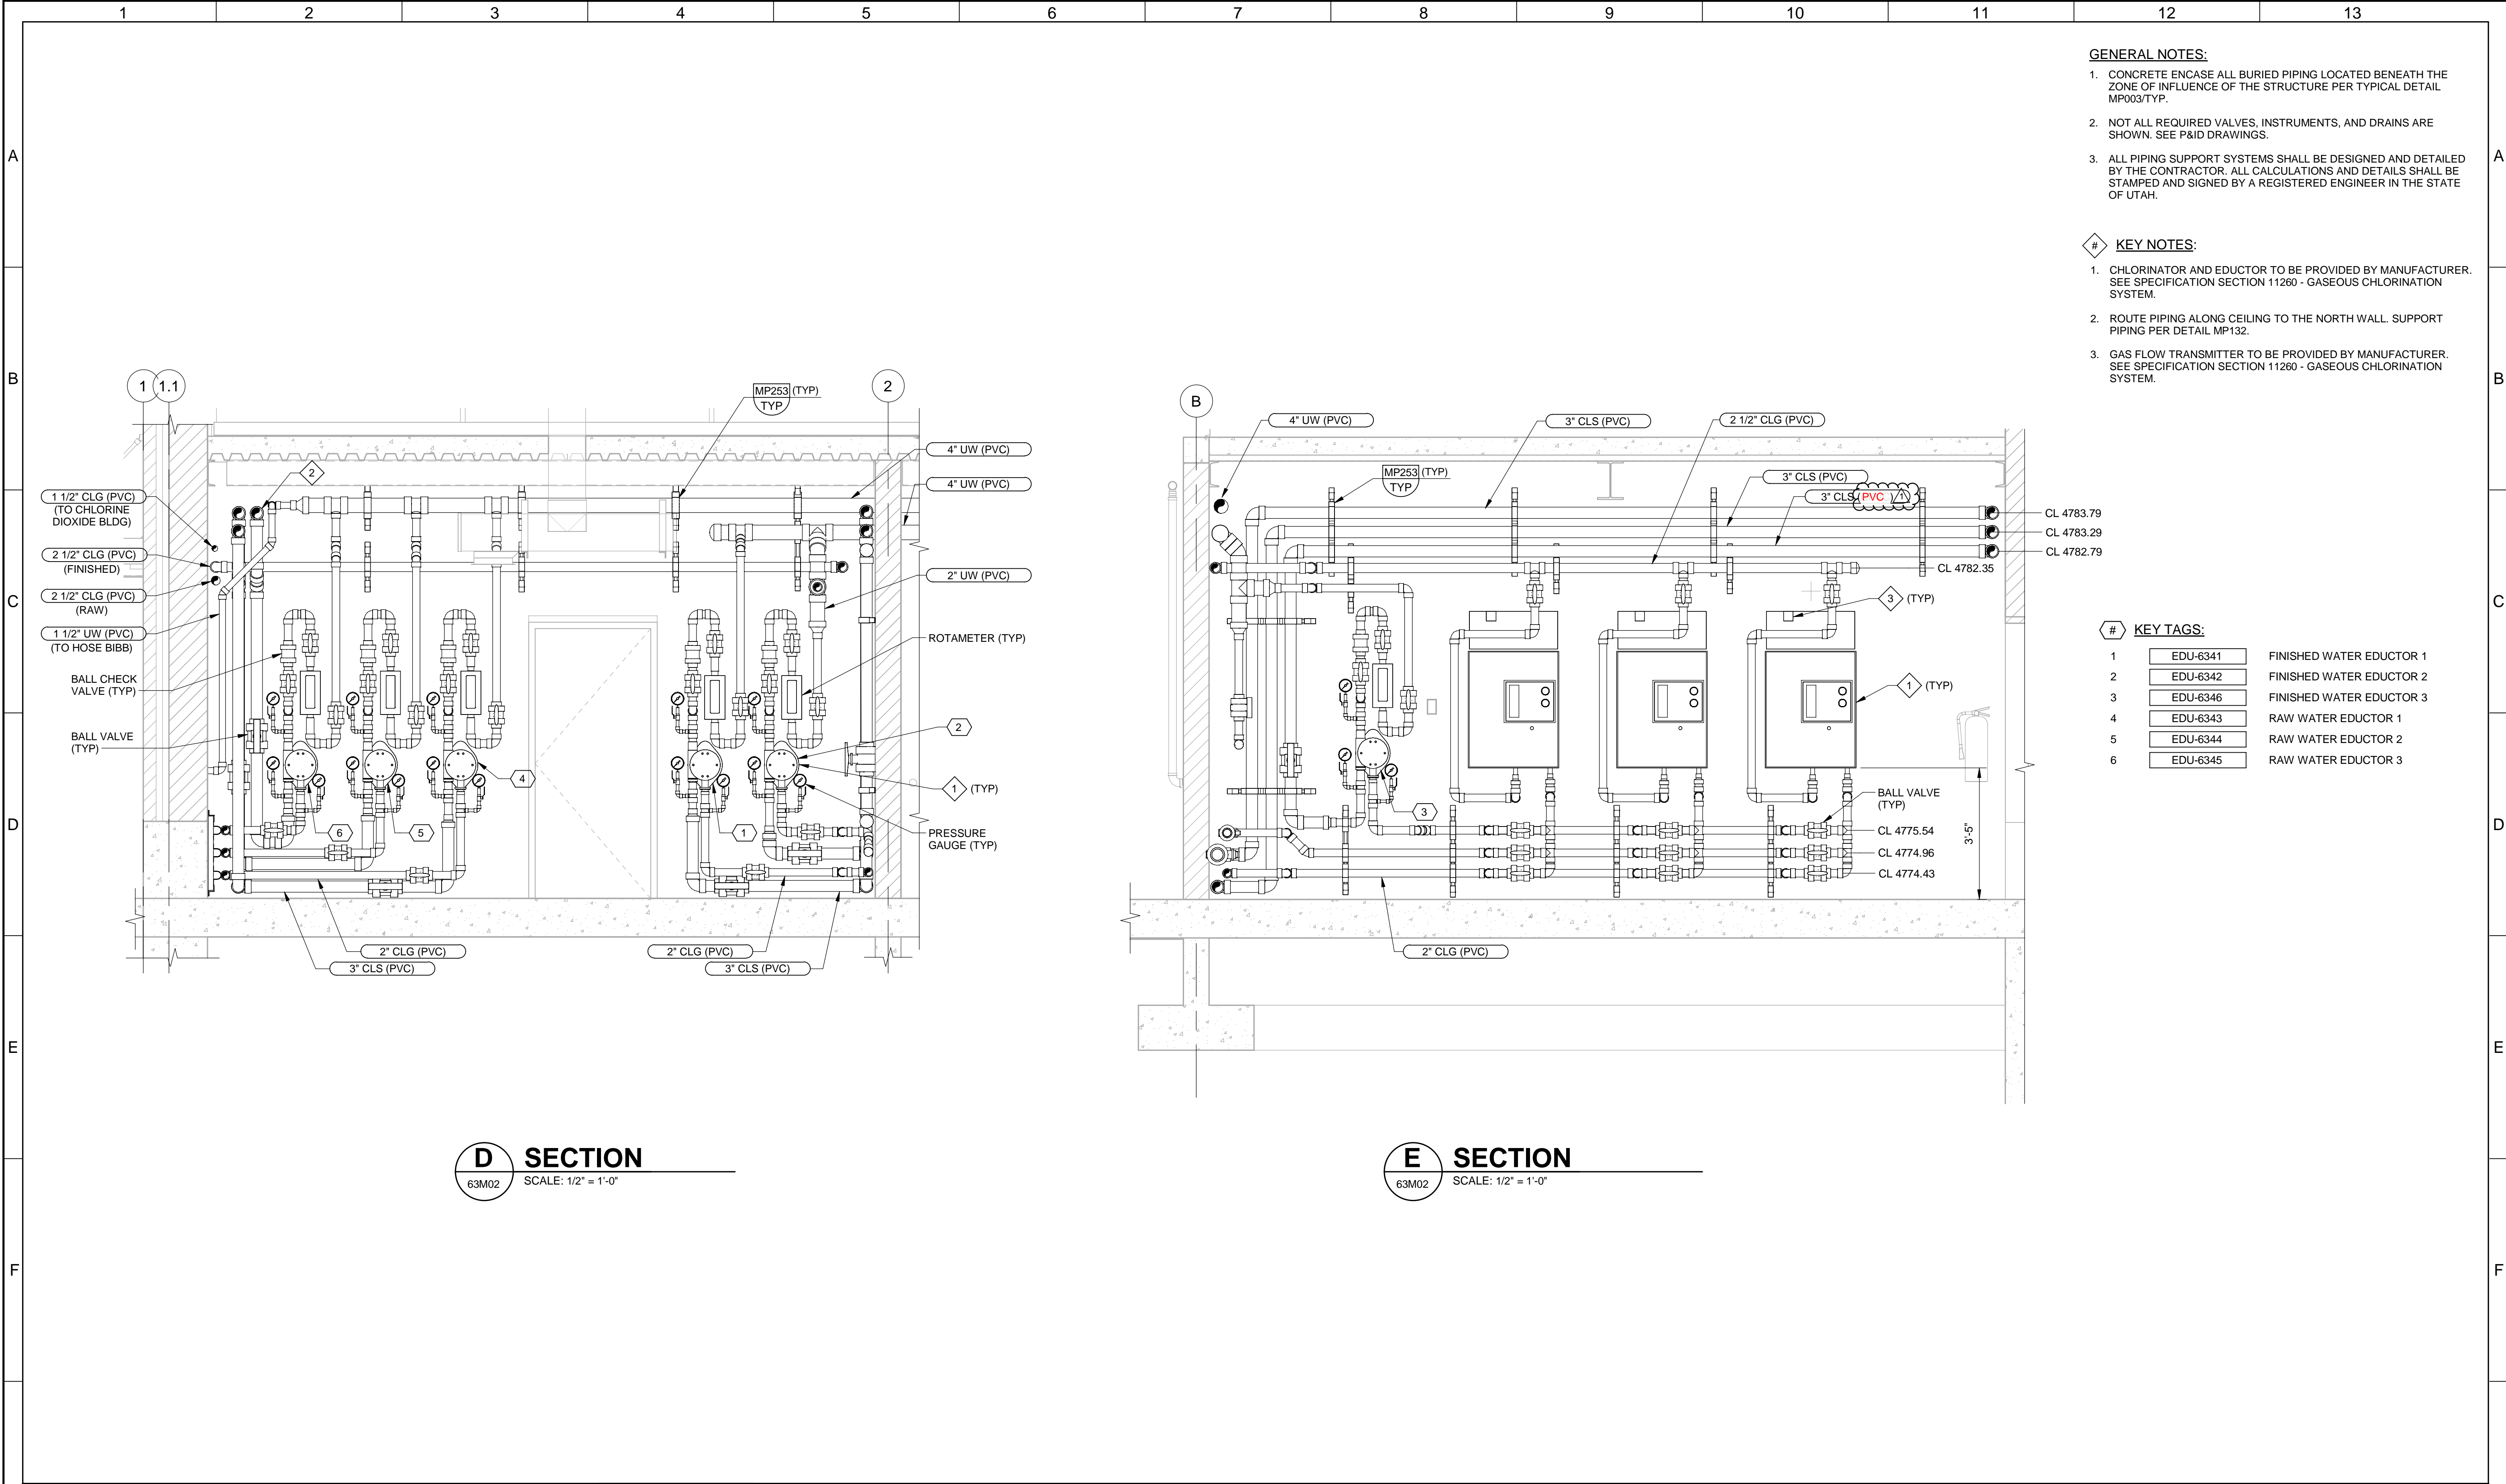 1 2 3 4 5 6 7 8 9 10 11 12 13
A
B
C
D
E
F
A
B
C
D
E
F
GENERAL NOTES:
1. CONCRETE ENCASE ALL BURIED PIPING LOCATED BENEATH THE
ZONE OF INFLUENCE OF THE STRUCTURE PER TYPICAL DETAIL
MP003/TYP.
2. NOT ALL REQUIRED VALVES, INSTRUMENTS, AND DRAINS ARE
SHOWN. SEE P&ID DRAWINGS.
3. ALL PIPING SUPPORT SYSTEMS SHALL BE DESIGNED AND DETAILED
BY THE CONTRACTOR. ALL CALCULATIONS AND DETAILS SHALL BE
STAMPED AND SIGNED BY A REGISTERED ENGINEER IN THE STATE
OF UTAH.
# KEY NOTES:
1. CHLORINATOR AND EDUCTOR TO BE PROVIDED BY MANUFACTURER.
SEE SPECIFICATION SECTION 11260 - GASEOUS CHLORINATION
SYSTEM.
2. ROUTE PIPING ALONG CEILING TO THE NORTH WALL. SUPPORT
PIPING PER DETAIL MP132.
3. GAS FLOW TRANSMITTER TO BE PROVIDED BY MANUFACTURER.
SEE SPECIFICATION SECTION 11260 - GASEOUS CHLORINATION
SYSTEM.
# KEY TAGS:
1 EDU-6341 FINISHED WATER EDUCTOR 1
2 EDU-6342 FINISHED WATER EDUCTOR 2
3 EDU-6346 FINISHED WATER EDUCTOR 3
4 EDU-6343 RAW WATER EDUCTOR 1
5 EDU-6344 RAW WATER EDUCTOR 2
6 EDU-6345 RAW WATER EDUCTOR 3
1 1.1
2
MP253 (TYP)
TYP
2
4" UW (PVC)
4" UW (PVC)
1 1/2" CLG (PVC)
(TO CHLORINE
DIOXIDE BLDG)
2 1/2" CLG (PVC)
(FINISHED)
2 1/2" CLG (PVC)
(RAW)
1 1/2" UW (PVC)
(TO HOSE BIBB)
BALL CHECK
VALVE (TYP)
BALL VALVE
(TYP)
2" UW (PVC)
ROTAMETER (TYP)
2
1 (TYP)
PRESSURE
GAUGE (TYP)
4
6
5
1
2" CLG (PVC)
3" CLS (PVC)
2" CLG (PVC)
3" CLS (PVC)
D SECTION
63M02 SCALE: 1/2" = 1'-0"
B
4" UW (PVC)
3" CLS (PVC)
2 1/2" CLG (PVC)
MP253 (TYP)
TYP
3" CLS (PVC)
3" CLS (PVC) 1
CL 4783.79
CL 4783.29
CL 4782.79
CL 4782.35
3 (TYP)
1 (TYP)
3
BALL VALVE
(TYP)
CL 4775.54
CL 4774.96
CL 4774.43
3'-5"
2" CLG (PVC)
E SECTION
63M02 SCALE: 1/2" = 1'-0"